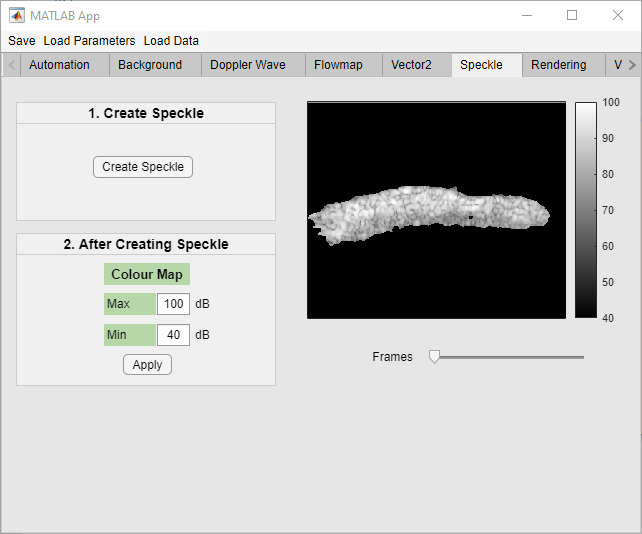 MATLAB App
Save Load Parameters Load Data
Automation Background Doppler Wave Flowmap Vector2 Speckle Rendering V
1. Create Speckle
Create Speckle
2. After Creating Speckle
Colour Map
Max 100 dB
Min 40 dB
Apply
100
90
80
70
60
50
40
Frames